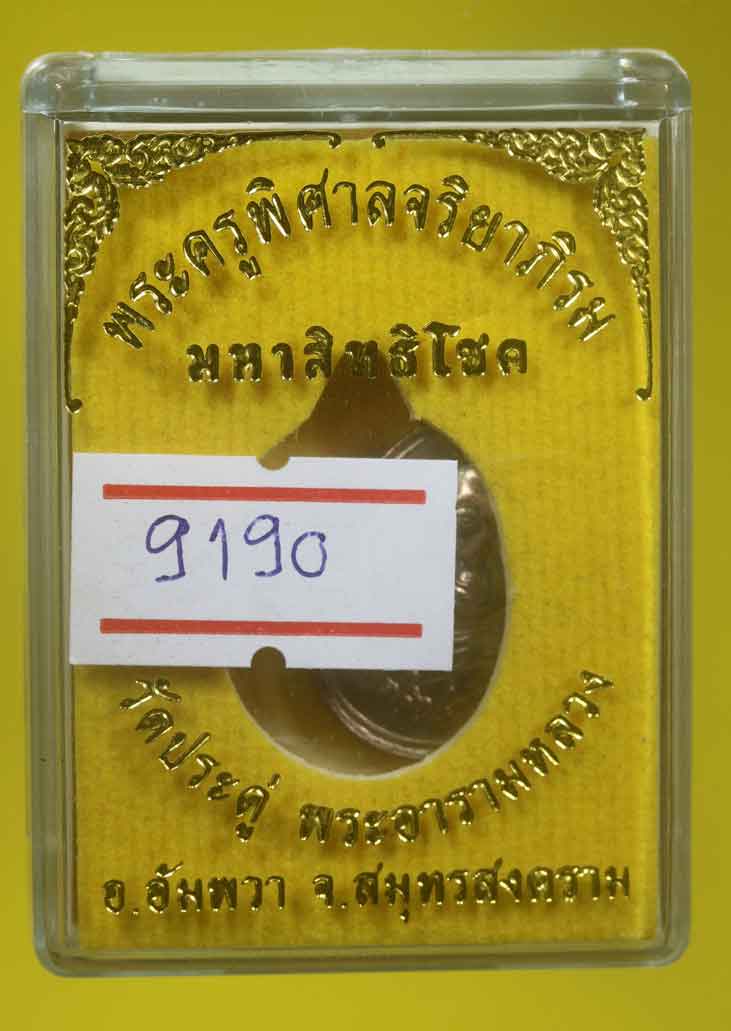 พระครูพิศาลจริยาภิรม
มหาสิทธิโชค
9190
วัดประดู่ พระอารามหลวง
อ.อัมพวา จ.สมุทรสงคราม